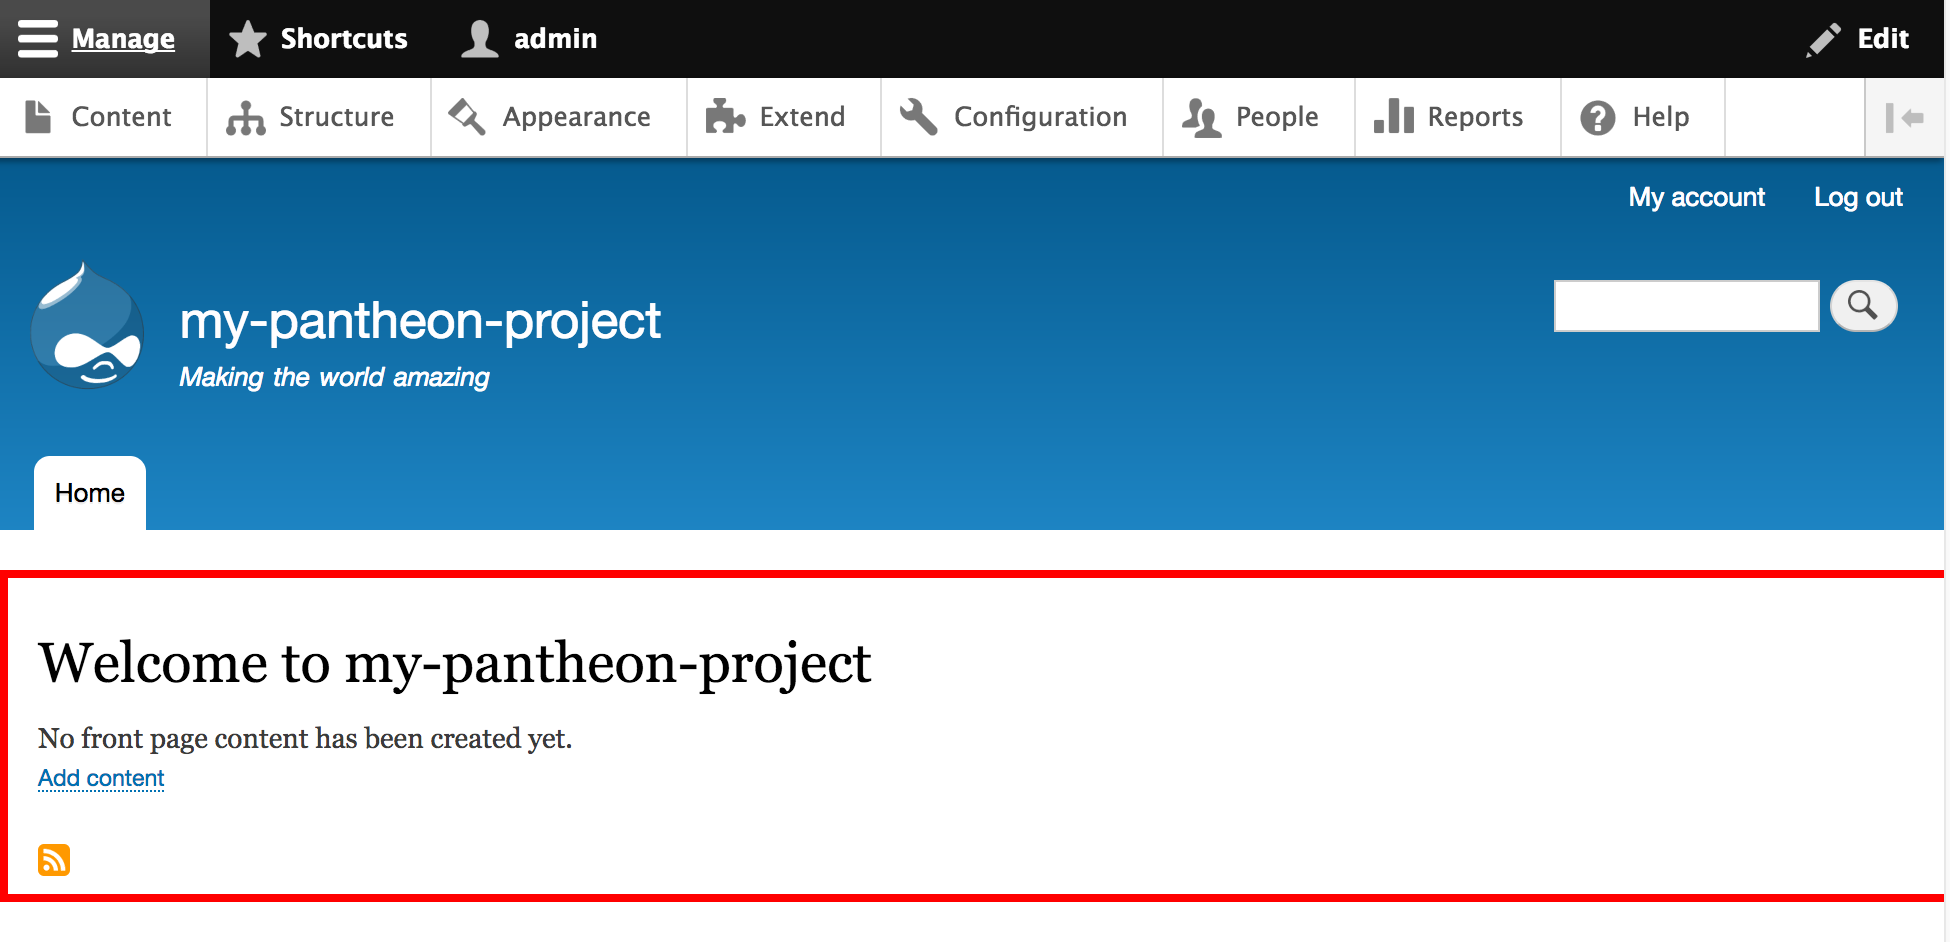 Manage Shortcuts admin Edit
Content Structure Appearance Extend Configuration People Reports Help
My account Log out
my-pantheon-project
Making the world amazing
Home
Welcome to my-pantheon-project
No front page content has been created yet.
Add content